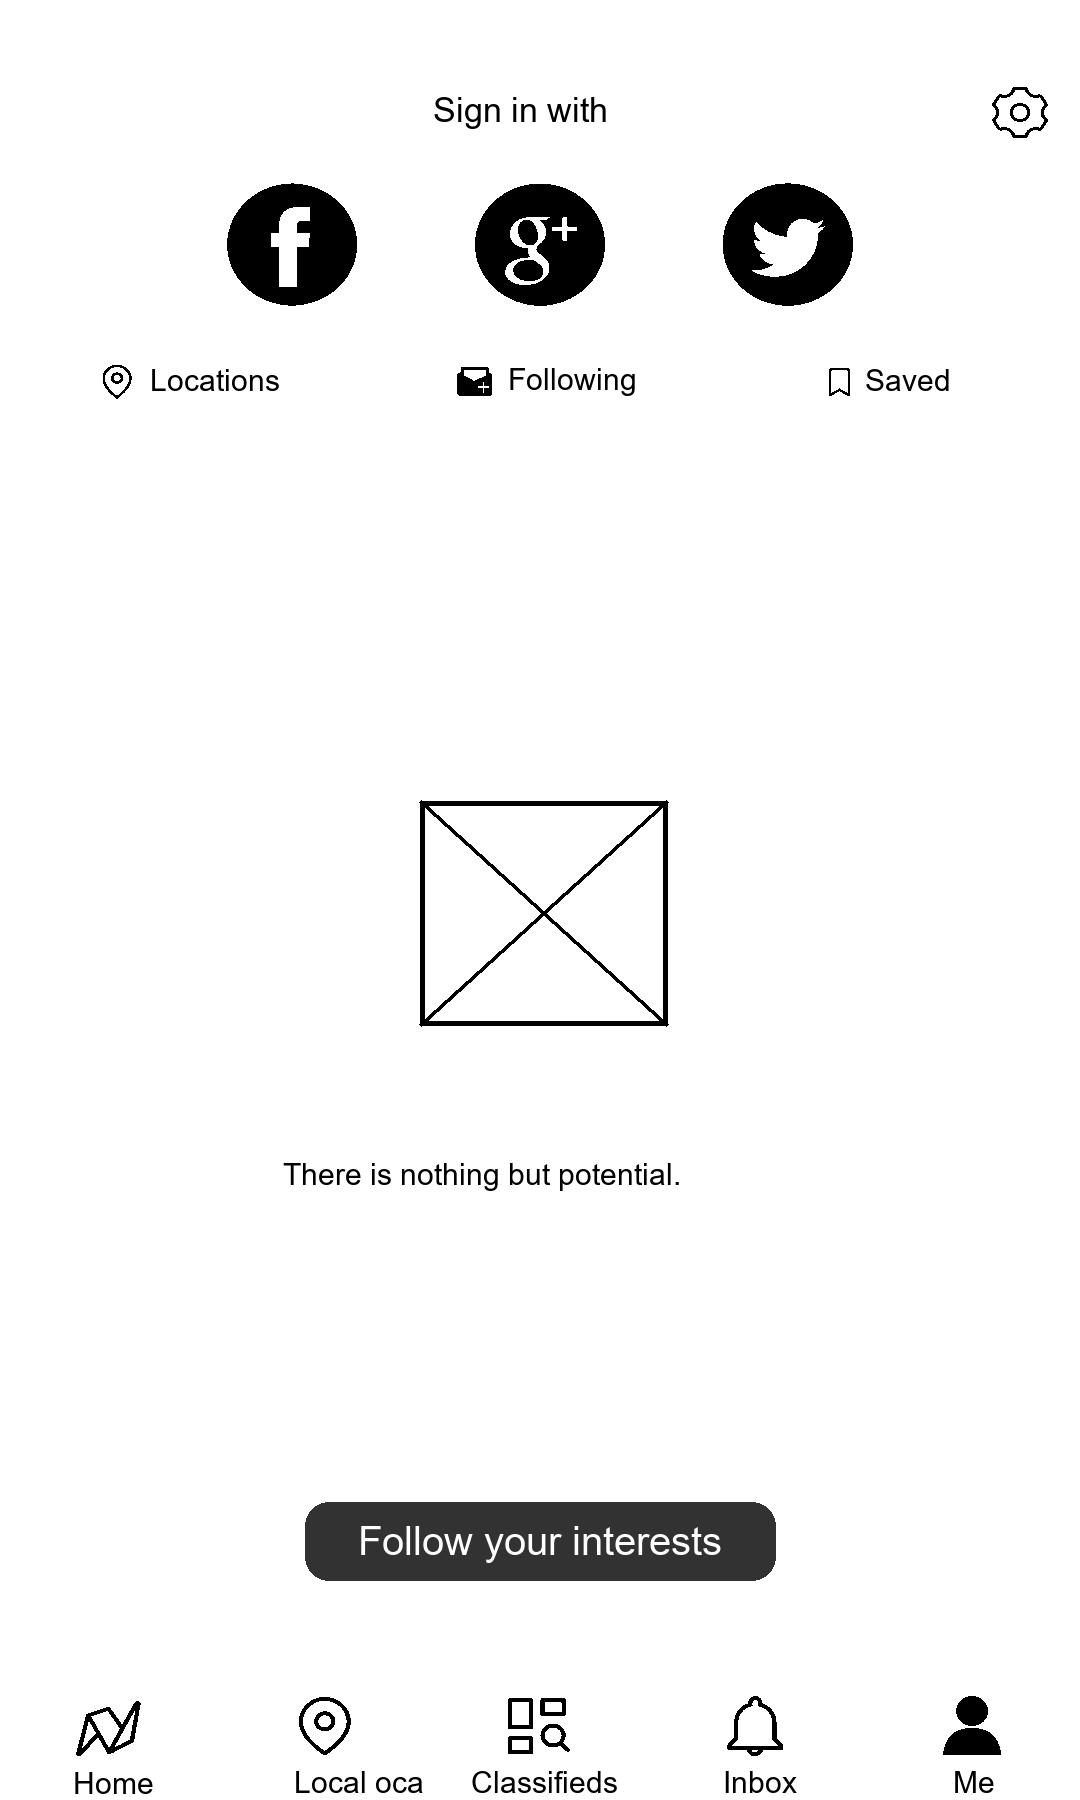 Sign in with
f
g+
Locations
Following
Saved
There is nothing but potential.
Follow your interests
Home
Local oca
Classifieds
Inbox
Me